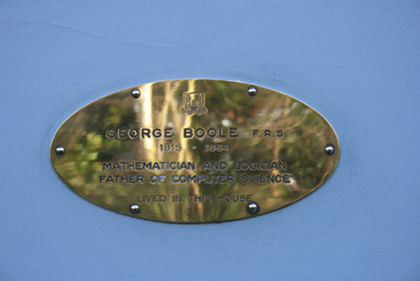 GEORGE BOOLE F.R.S
1815 - 1864
MATHEMATICIAN AND LOGICIAN
FATHER OF COMPUTER SCIENCE
LIVED IN THIS HOUSE